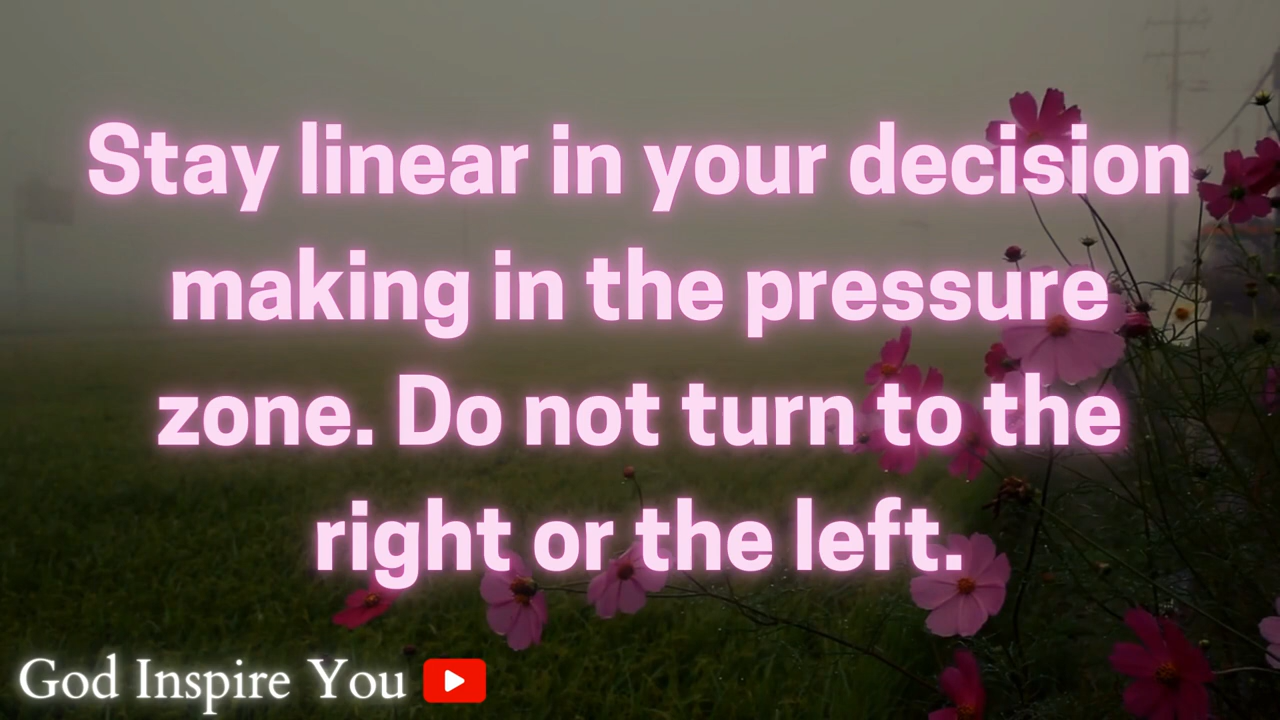 Stay linear in your decision
making in the pressure
zone. Do not turn to the
right or the left.
God Inspire You